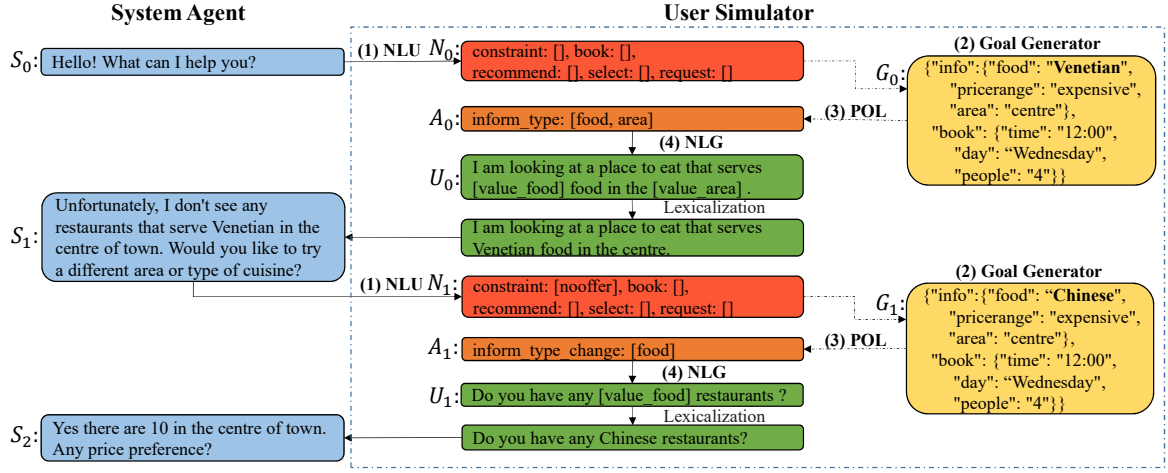 System Agent
User Simulator
S0:
Hello! What can I help you?
(1) NLU
N0:
constraint: [], book: [],
recommend: [], select: [], request: []
(2) Goal Generator
G0:
{"info":{"food": "Venetian",
"pricerange": "expensive",
"area": "centre"},
"book": {"time": "12:00",
"day": “Wednesday",
"people": "4"}}
(3) POL
A0:
inform_type: [food, area]
(4) NLG
U0:
I am looking at a place to eat that serves
[value_food] food in the [value_area] .
Lexicalization
I am looking at a place to eat that serves
Venetian food in the centre.
S1:
Unfortunately, I don't see any
restaurants that serve Venetian in the
centre of town. Would you like to try
a different area or type of cuisine?
(1) NLU
N1:
constraint: [nooffer], book: [],
recommend: [], select: [], request: []
(2) Goal Generator
G1:
{"info":{"food": “Chinese",
"pricerange": "expensive",
"area": "centre"},
"book": {"time": "12:00",
"day": “Wednesday",
"people": "4"}}
(3) POL
A1:
inform_type_change: [food]
(4) NLG
U1:
Do you have any [value_food] restaurants ?
Lexicalization
Do you have any Chinese restaurants?
S2:
Yes there are 10 in the centre of town.
Any price preference?